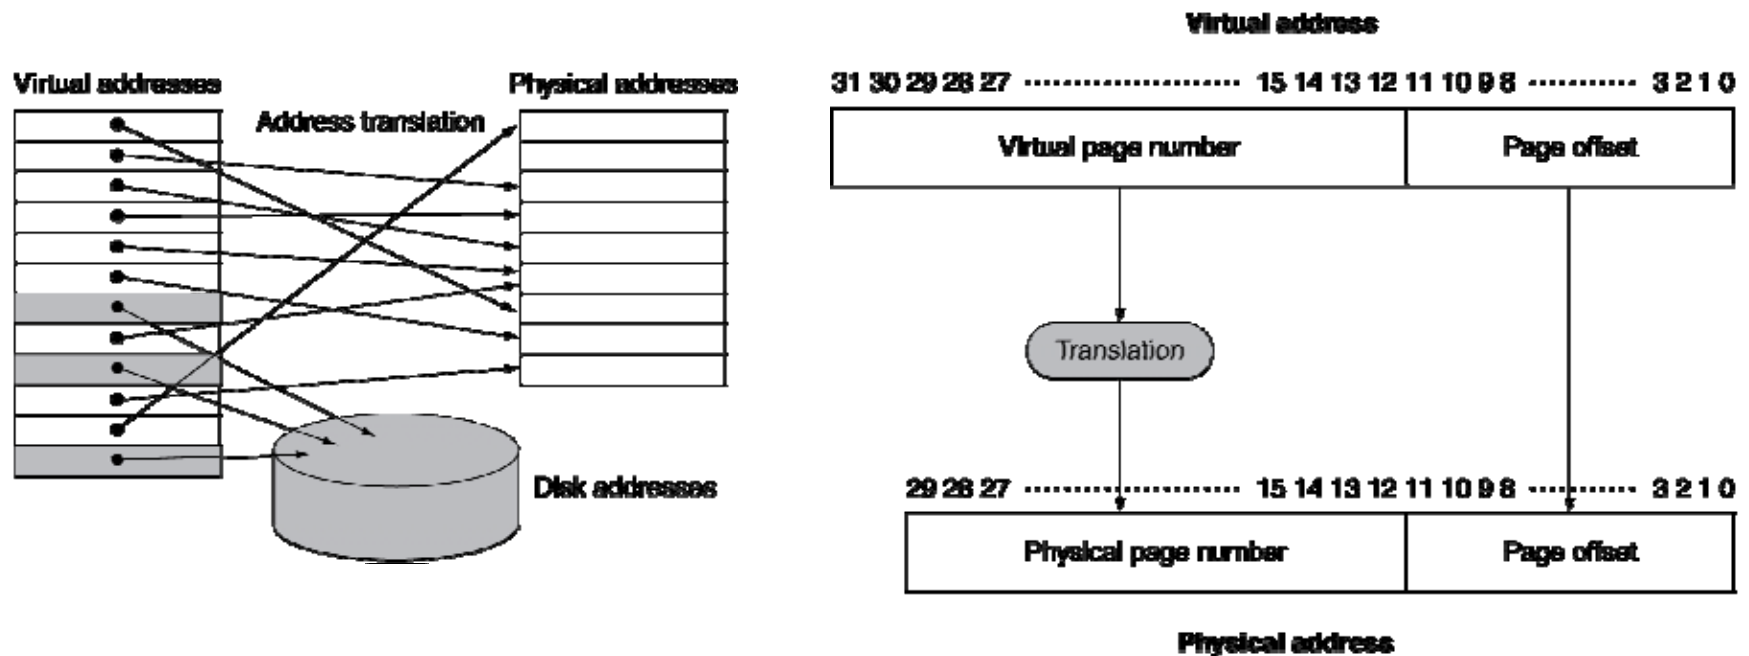 Virtual addresses
Address translation
Physical addresses
Disk addresses
Virtual address
31 30 29 28 27 ........................ 15 14 13 12 11 10 9 8 ........... 3 2 1 0
Virtual page number
Page offset
Translation
29 28 27 ........................ 15 14 13 12 11 10 9 8 ........... 3 2 1 0
Physical page number
Page offset
Physical address